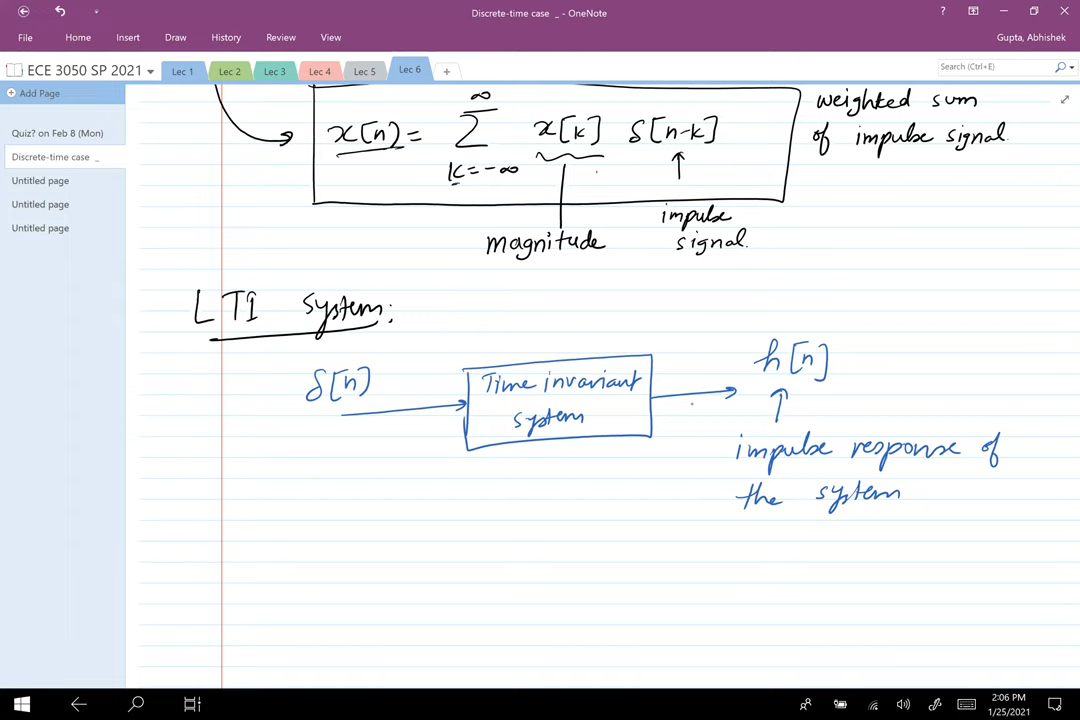 Discrete-time case _ - OneNote
Gupta, Abhishek
File Home Insert Draw History Review View
ECE 3050 SP 2021
Lec 1 Lec 2 Lec 3 Lec 4 Lec 5 Lec 6
Search (Ctrl+E)
Add Page
Quiz? on Feb 8 (Mon)
Discrete-time case _
Untitled page
Untitled page
Untitled page
weighted sum
of impulse signal.
∞
x[n] = Σ x[k] δ[n-k]
k=-∞
magnitude
impulse
signal.
LTI system:
δ[n]
Time invariant
system
h[n]
impulse response of
the system
2:06 PM
1/25/2021